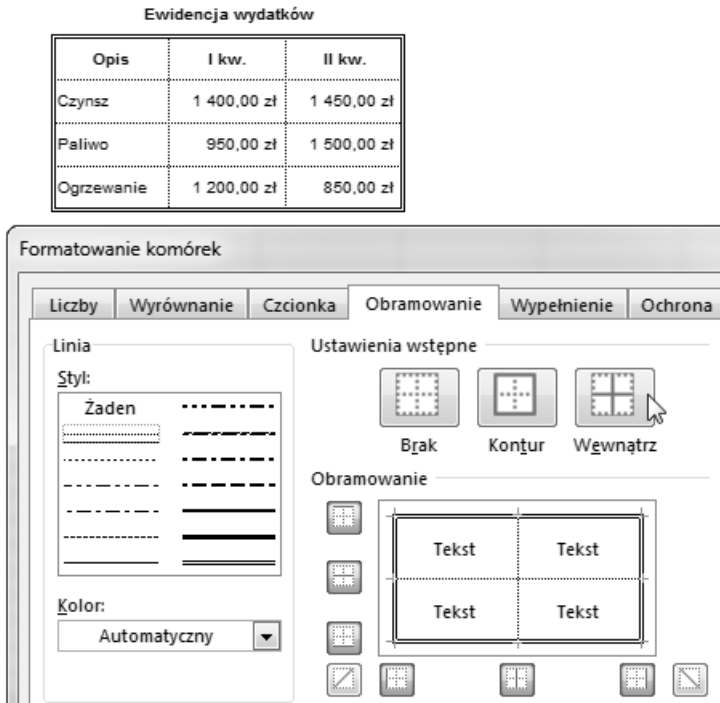 Ewidencja wydatków
Opis I kw. II kw.
Czynsz 1 400,00 zł 1 450,00 zł
Paliwo 950,00 zł 1 500,00 zł
Ogrzewanie 1 200,00 zł 850,00 zł
Formatowanie komórek
Liczby Wyrównanie Czcionka Obramowanie Wypełnienie Ochrona
Linia
Styl:
Żaden
Kolor:
Automatyczny
Ustawienia wstępne
Brak Kontur Wewnątrz
Obramowanie
Tekst Tekst
Tekst Tekst